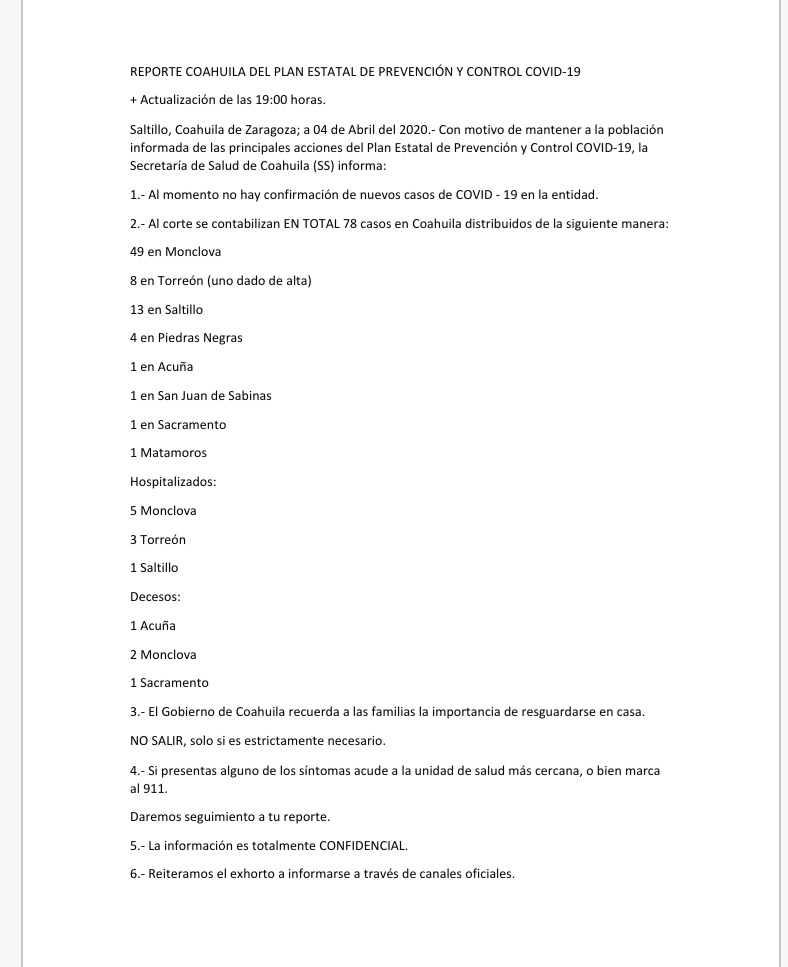 REPORTE COAHUILA DEL PLAN ESTATAL DE PREVENCIÓN Y CONTROL COVID-19
+ Actualización de las 19:00 horas.
Saltillo, Coahuila de Zaragoza; a 04 de Abril del 2020.- Con motivo de mantener a la población
informada de las principales acciones del Plan Estatal de Prevención y Control COVID-19, la
Secretaría de Salud de Coahuila (SS) informa:
1.- Al momento no hay confirmación de nuevos casos de COVID - 19 en la entidad.
2.- Al corte se contabilizan EN TOTAL 78 casos en Coahuila distribuidos de la siguiente manera:
49 en Monclova
8 en Torreón (uno dado de alta)
13 en Saltillo
4 en Piedras Negras
1 en Acuña
1 en San Juan de Sabinas
1 en Sacramento
1 Matamoros
Hospitalizados:
5 Monclova
3 Torreón
1 Saltillo
Decesos:
1 Acuña
2 Monclova
1 Sacramento
3.- El Gobierno de Coahuila recuerda a las familias la importancia de resguardarse en casa.
NO SALIR, solo si es estrictamente necesario.
4.- Si presentas alguno de los síntomas acude a la unidad de salud más cercana, o bien marca
al 911.
Daremos seguimiento a tu reporte.
5.- La información es totalmente CONFIDENCIAL.
6.- Reiteramos el exhorto a informarse a través de canales oficiales.